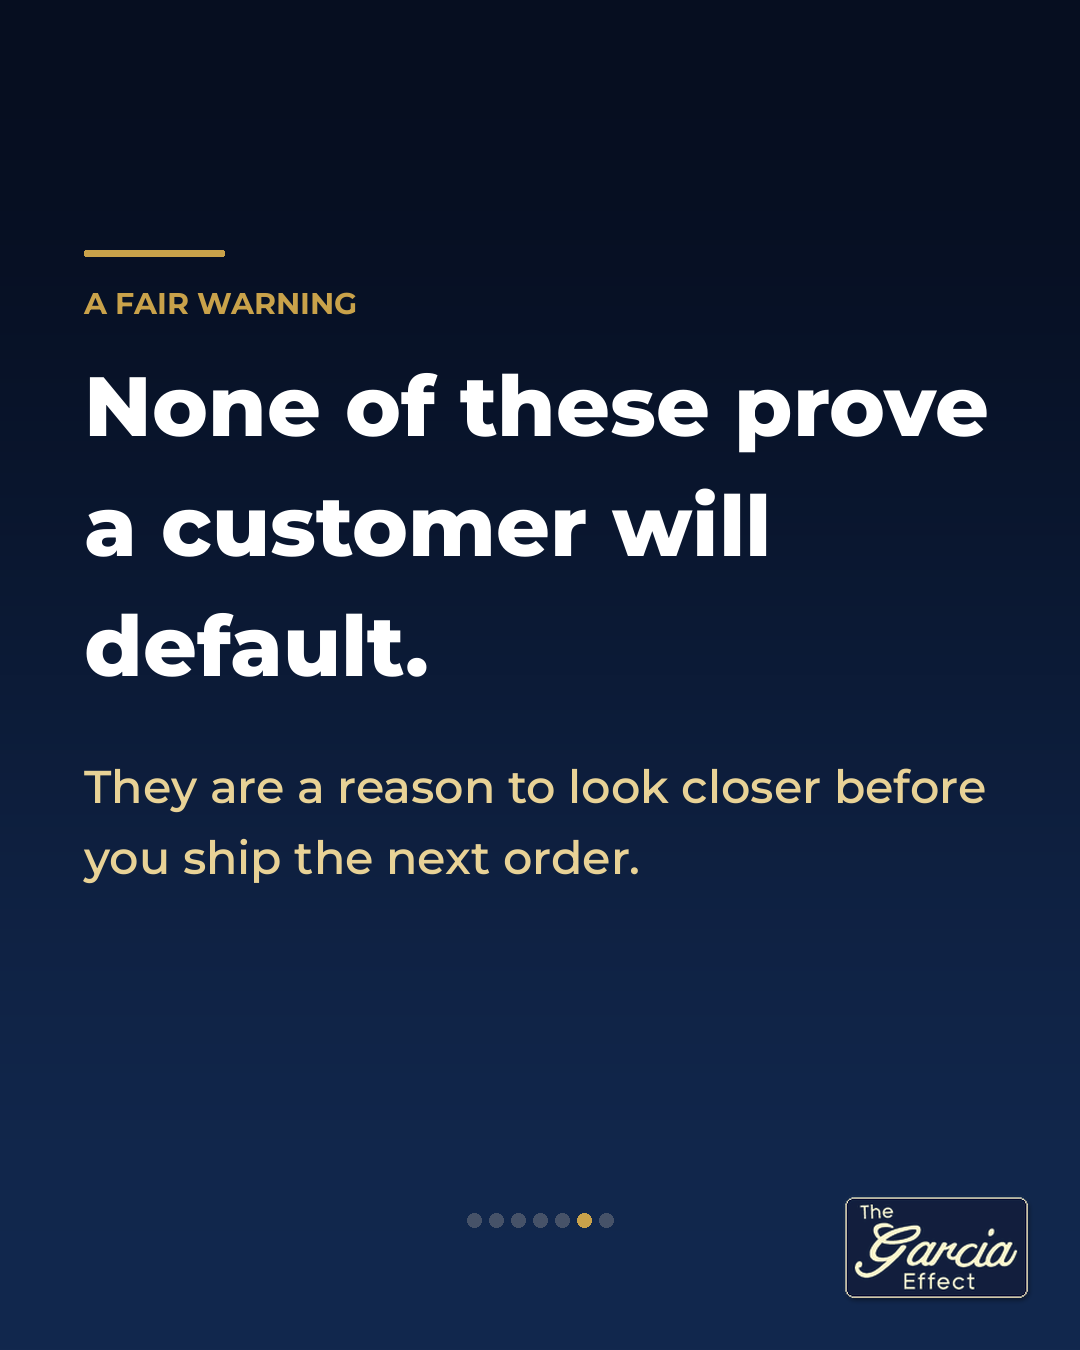 A FAIR WARNING
None of these prove
a customer will
default.
They are a reason to look closer before
you ship the next order.
The
Garcia
Effect